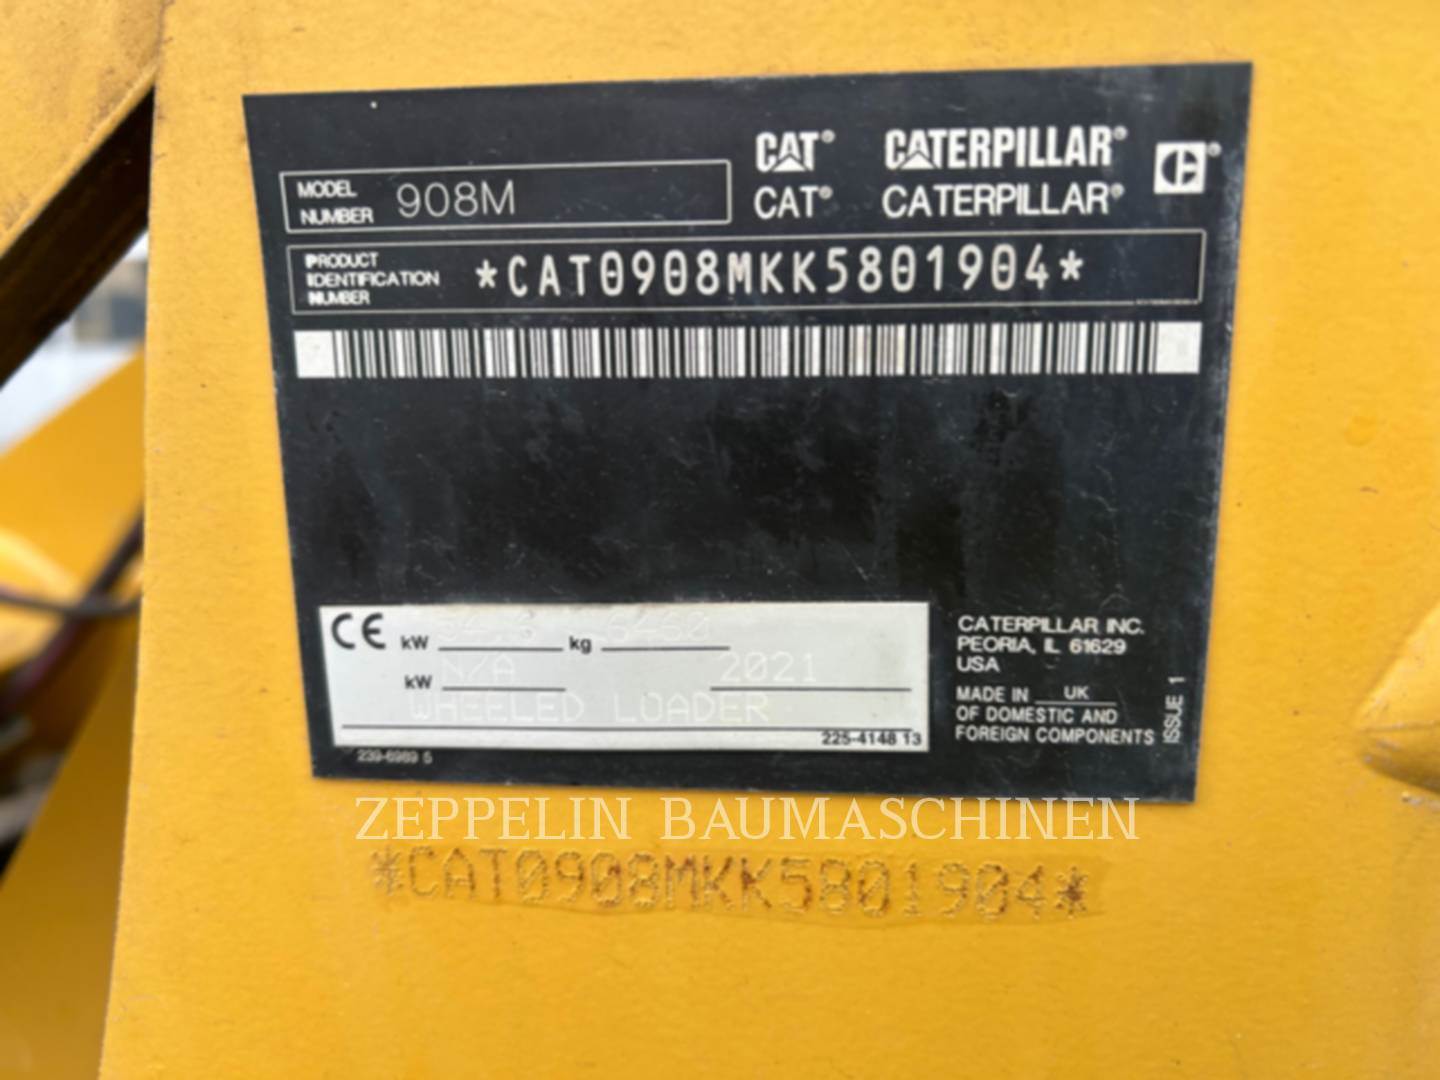 CAT® CATERPILLAR®
CAT® CATERPILLAR®
MODEL NUMBER 908M
PRODUCT IDENTIFICATION NUMBER *CAT0908MKK5801904*
CE kW kg 6460
kW N/A 2021
WHEELED LOADER
225-4148 13
239-6989 5
CATERPILLAR INC.
PEORIA, IL 61629
USA
MADE IN UK
OF DOMESTIC AND
FOREIGN COMPONENTS
ISSUE 1
ZEPPELIN BAUMASCHINEN
*CAT0908MKK5801904*